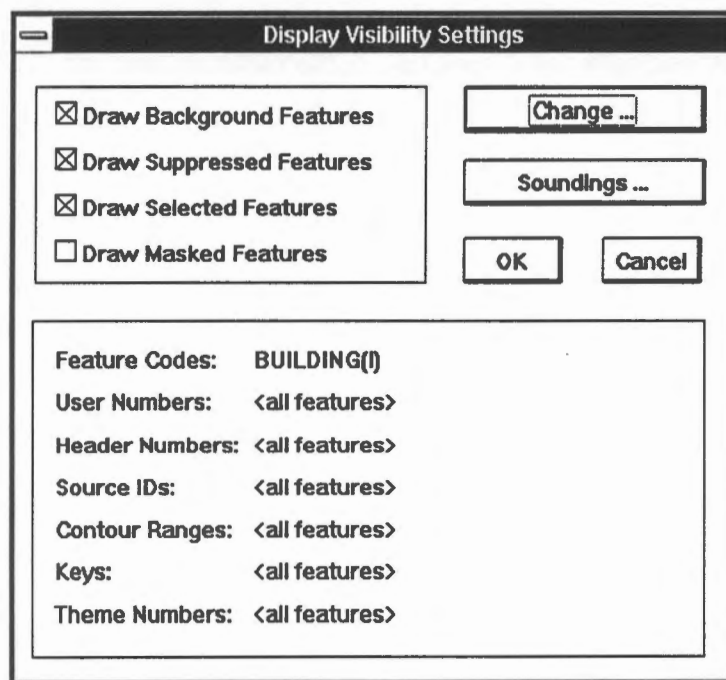 Display Visibility Settings
Draw Background Features
Draw Suppressed Features
Draw Selected Features
Draw Masked Features
Change ...
Soundings ...
OK
Cancel
Feature Codes: BUILDING(I)
User Numbers: <all features>
Header Numbers: <all features>
Source IDs: <all features>
Contour Ranges: <all features>
Keys: <all features>
Theme Numbers: <all features>